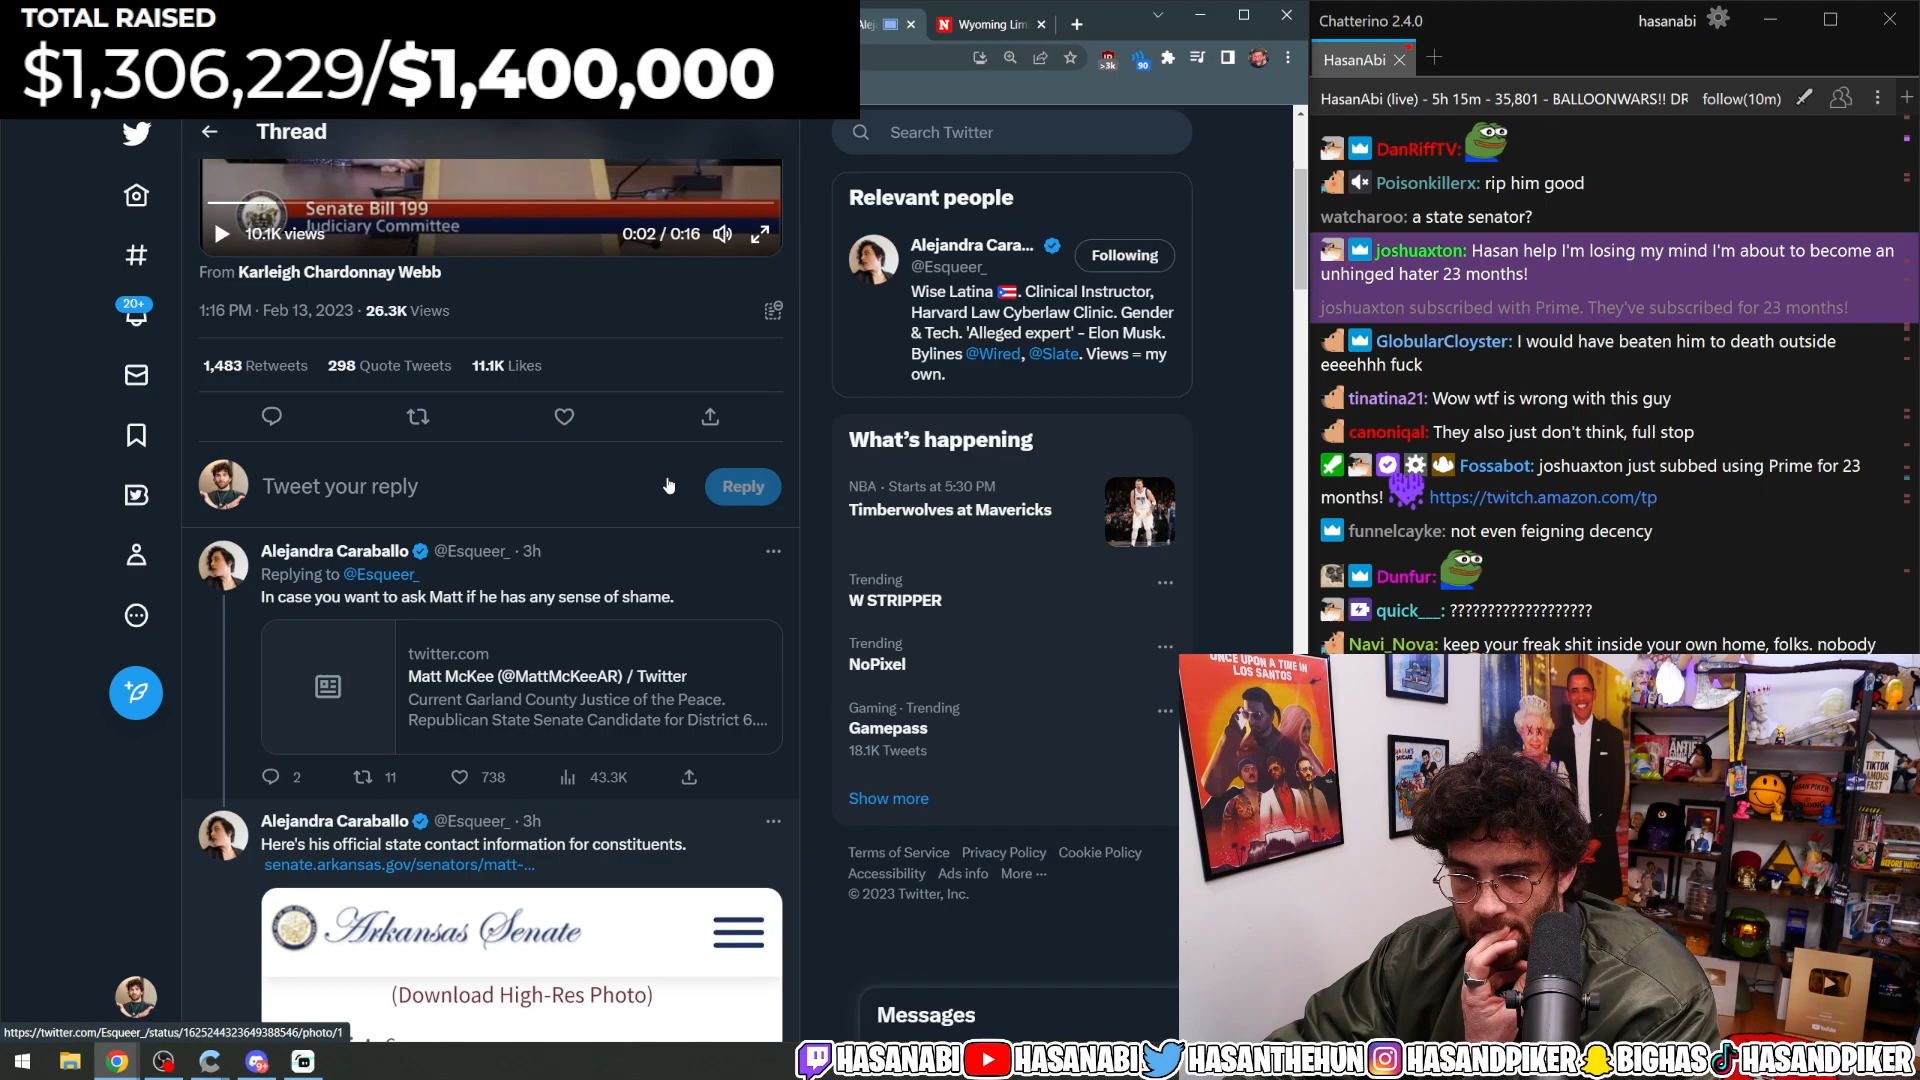 TOTAL RAISED
$1,306,229/$1,400,000
Wyoming Lim
>3k
90
Thread
Senate Bill 199
Judiciary Committee
10.1K views
0:02 / 0:16
From Karleigh Chardonnay Webb
1:16 PM · Feb 13, 2023 · 26.3K Views
1,483 Retweets 298 Quote Tweets 11.1K Likes
Tweet your reply
Reply
20+
Alejandra Caraballo @Esqueer_ · 3h
Replying to @Esqueer_
In case you want to ask Matt if he has any sense of shame.
twitter.com
Matt McKee (@MattMcKeeAR) / Twitter
Current Garland County Justice of the Peace.
Republican State Senate Candidate for District 6....
2 11 738 43.3K
Alejandra Caraballo @Esqueer_ · 3h
Here's his official state contact information for constituents.
senate.arkansas.gov/senators/matt-...
Arkansas Senate
(Download High-Res Photo)
https://twitter.com/Esqueer_/status/1625244323649388546/photo/1
Search Twitter
Relevant people
Alejandra Cara...
@Esqueer_
Following
Wise Latina 🇵🇷. Clinical Instructor,
Harvard Law Cyberlaw Clinic. Gender
& Tech. 'Alleged expert' - Elon Musk.
Bylines @Wired, @Slate. Views = my
own.
What's happening
NBA · Starts at 5:30 PM
Timberwolves at Mavericks
Trending
W STRIPPER
Trending
NoPixel
Gaming · Trending
Gamepass
18.1K Tweets
Show more
Terms of Service Privacy Policy Cookie Policy
Accessibility Ads info More ···
© 2023 Twitter, Inc.
Messages
Chatterino 2.4.0
hasanabi
HasanAbi
HasanAbi (live) - 5h 15m - 35,801 - BALLOONWARS!! DR
follow(10m)
DanRiffTV:
Poisonkillerx: rip him good
watcharoo: a state senator?
joshuaxton: Hasan help I'm losing my mind I'm about to become an
unhinged hater 23 months!
joshuaxton subscribed with Prime. They've subscribed for 23 months!
GlobularCloyster: I would have beaten him to death outside
eeeehhh fuck
tinatina21: Wow wtf is wrong with this guy
canoniqal: They also just don't think, full stop
Fossabot: joshuaxton just subbed using Prime for 23
months! https://twitch.amazon.com/tp
funnelcayke: not even feigning decency
Dunfur:
quick___: ???????????????????
Navi_Nova: keep your freak shit inside your own home, folks. nobody
ONCE UPON A TIME IN
LOS SANTOS
HASANABI HASANABI HASANTHEHUN HASANDPIKER BIGHAS HASANDPIKER